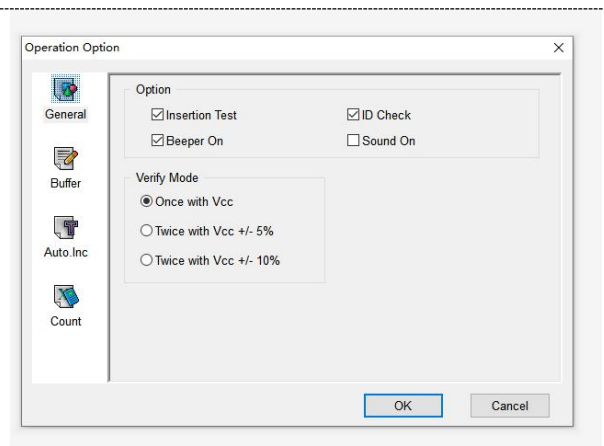 Operation Option
General
Buffer
Auto.Inc
Count
Option
Insertion Test
ID Check
Beeper On
Sound On
Verify Mode
Once with Vcc
Twice with Vcc +/- 5%
Twice with Vcc +/- 10%
OK
Cancel